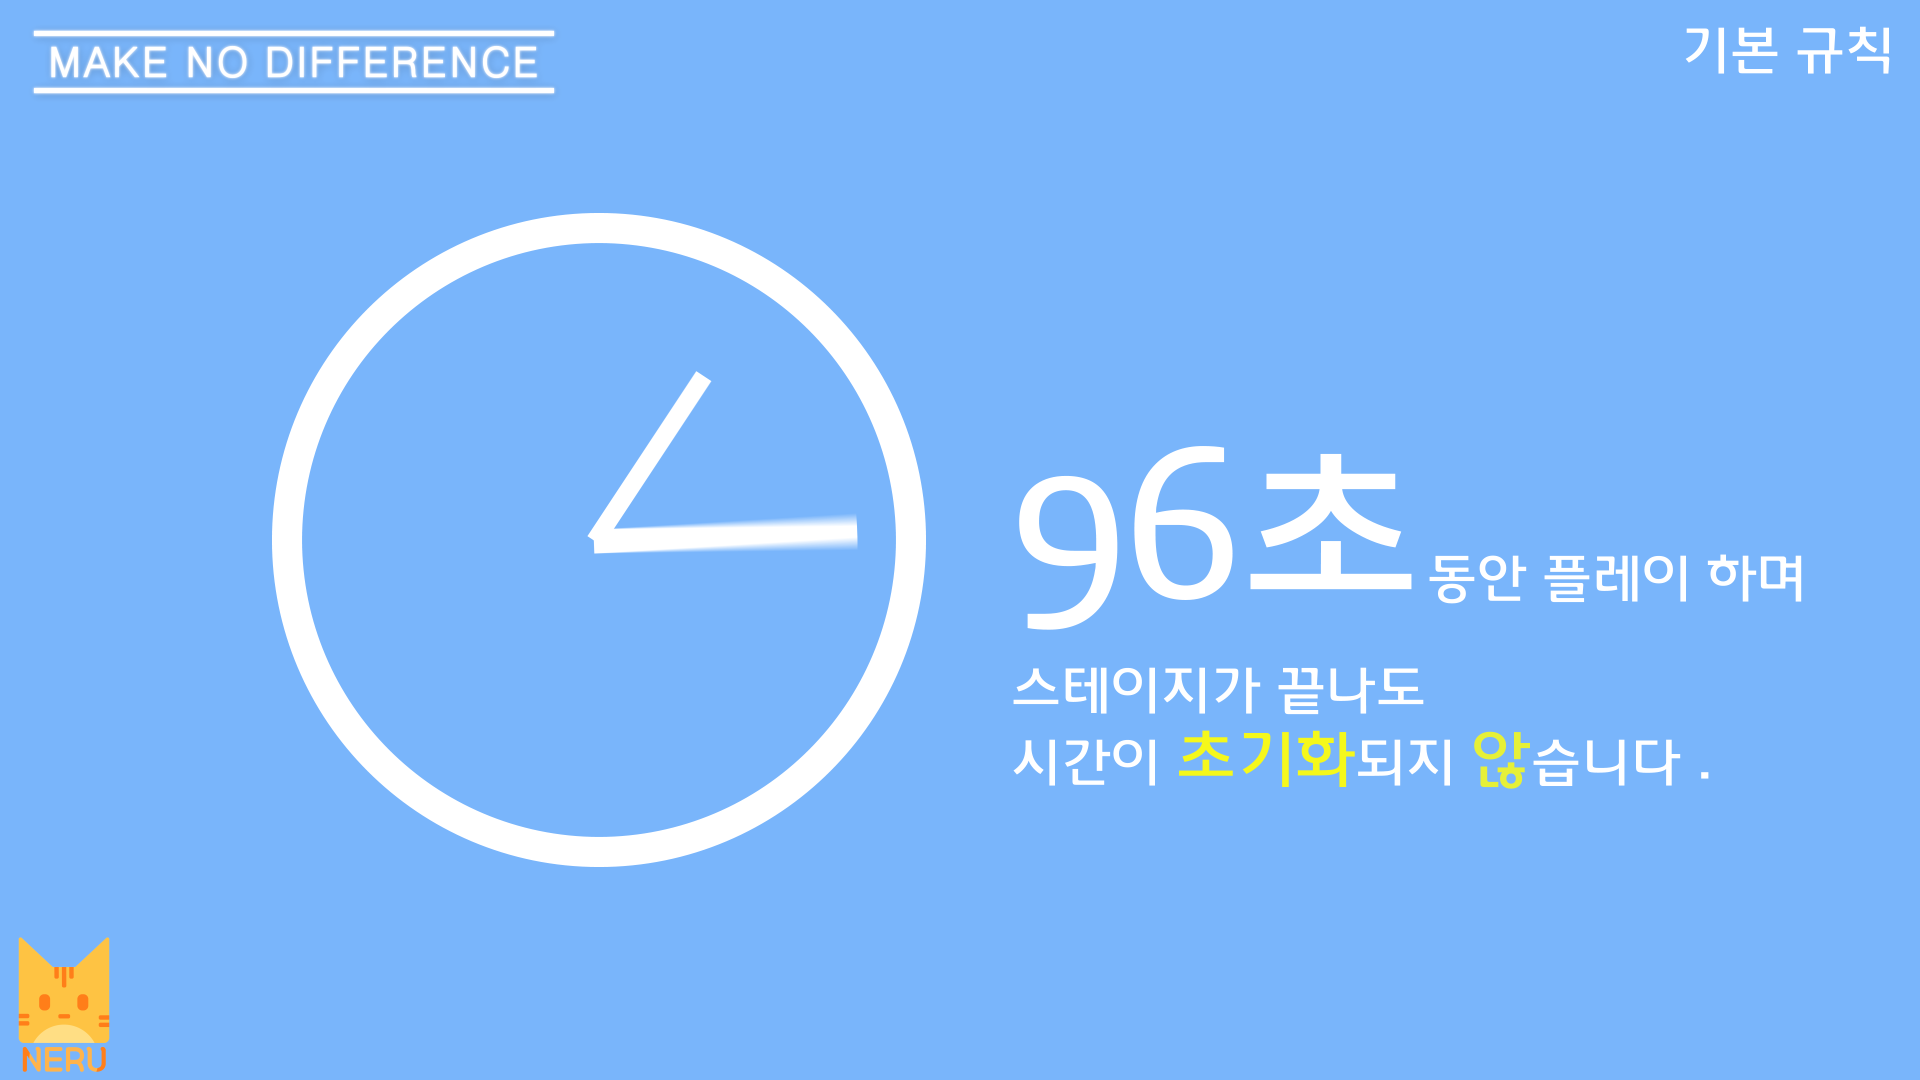 MAKE NO DIFFERENCE
기본 규칙
96초 동안 플레이 하며
스테이지가 끝나도
시간이 초기화되지 않습니다 .
NERU